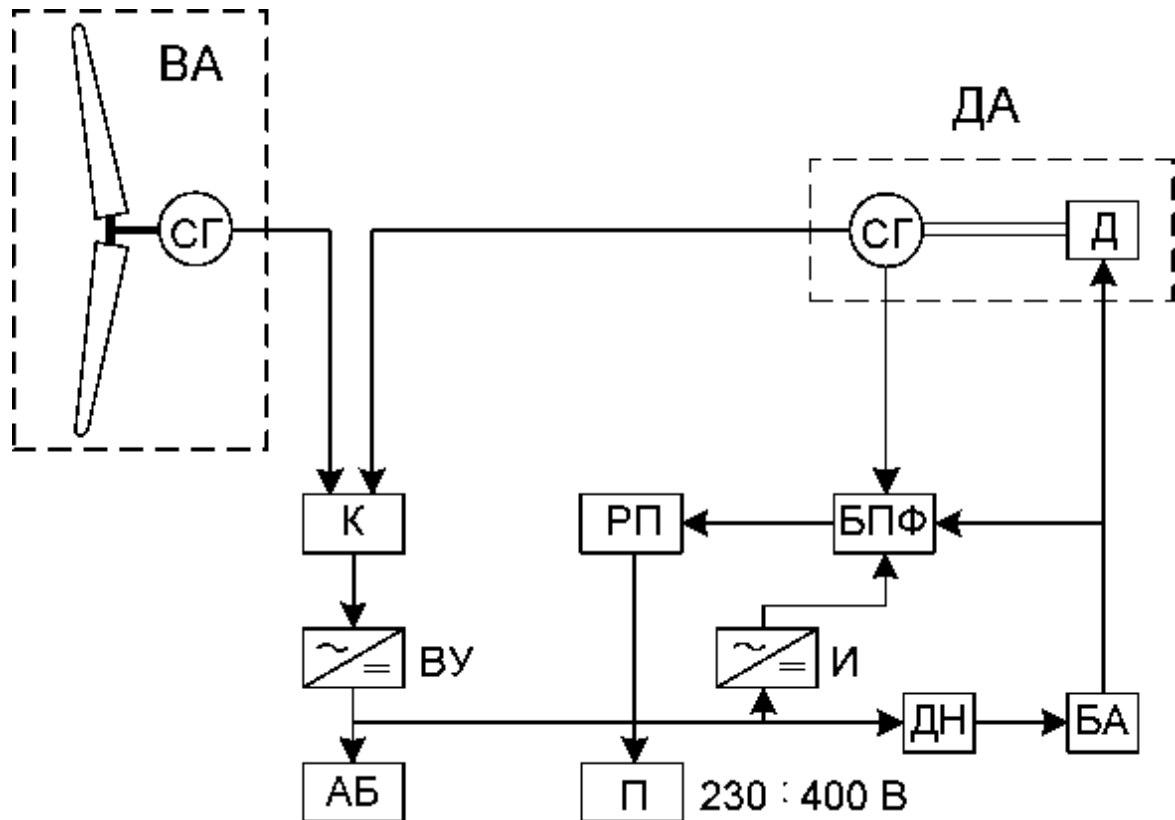 ВА
ДА
СГ
СГ
Д
К
РП
БПФ
~ = ВУ
~ = И
ДН
БА
АБ
П
230 ÷ 400 В